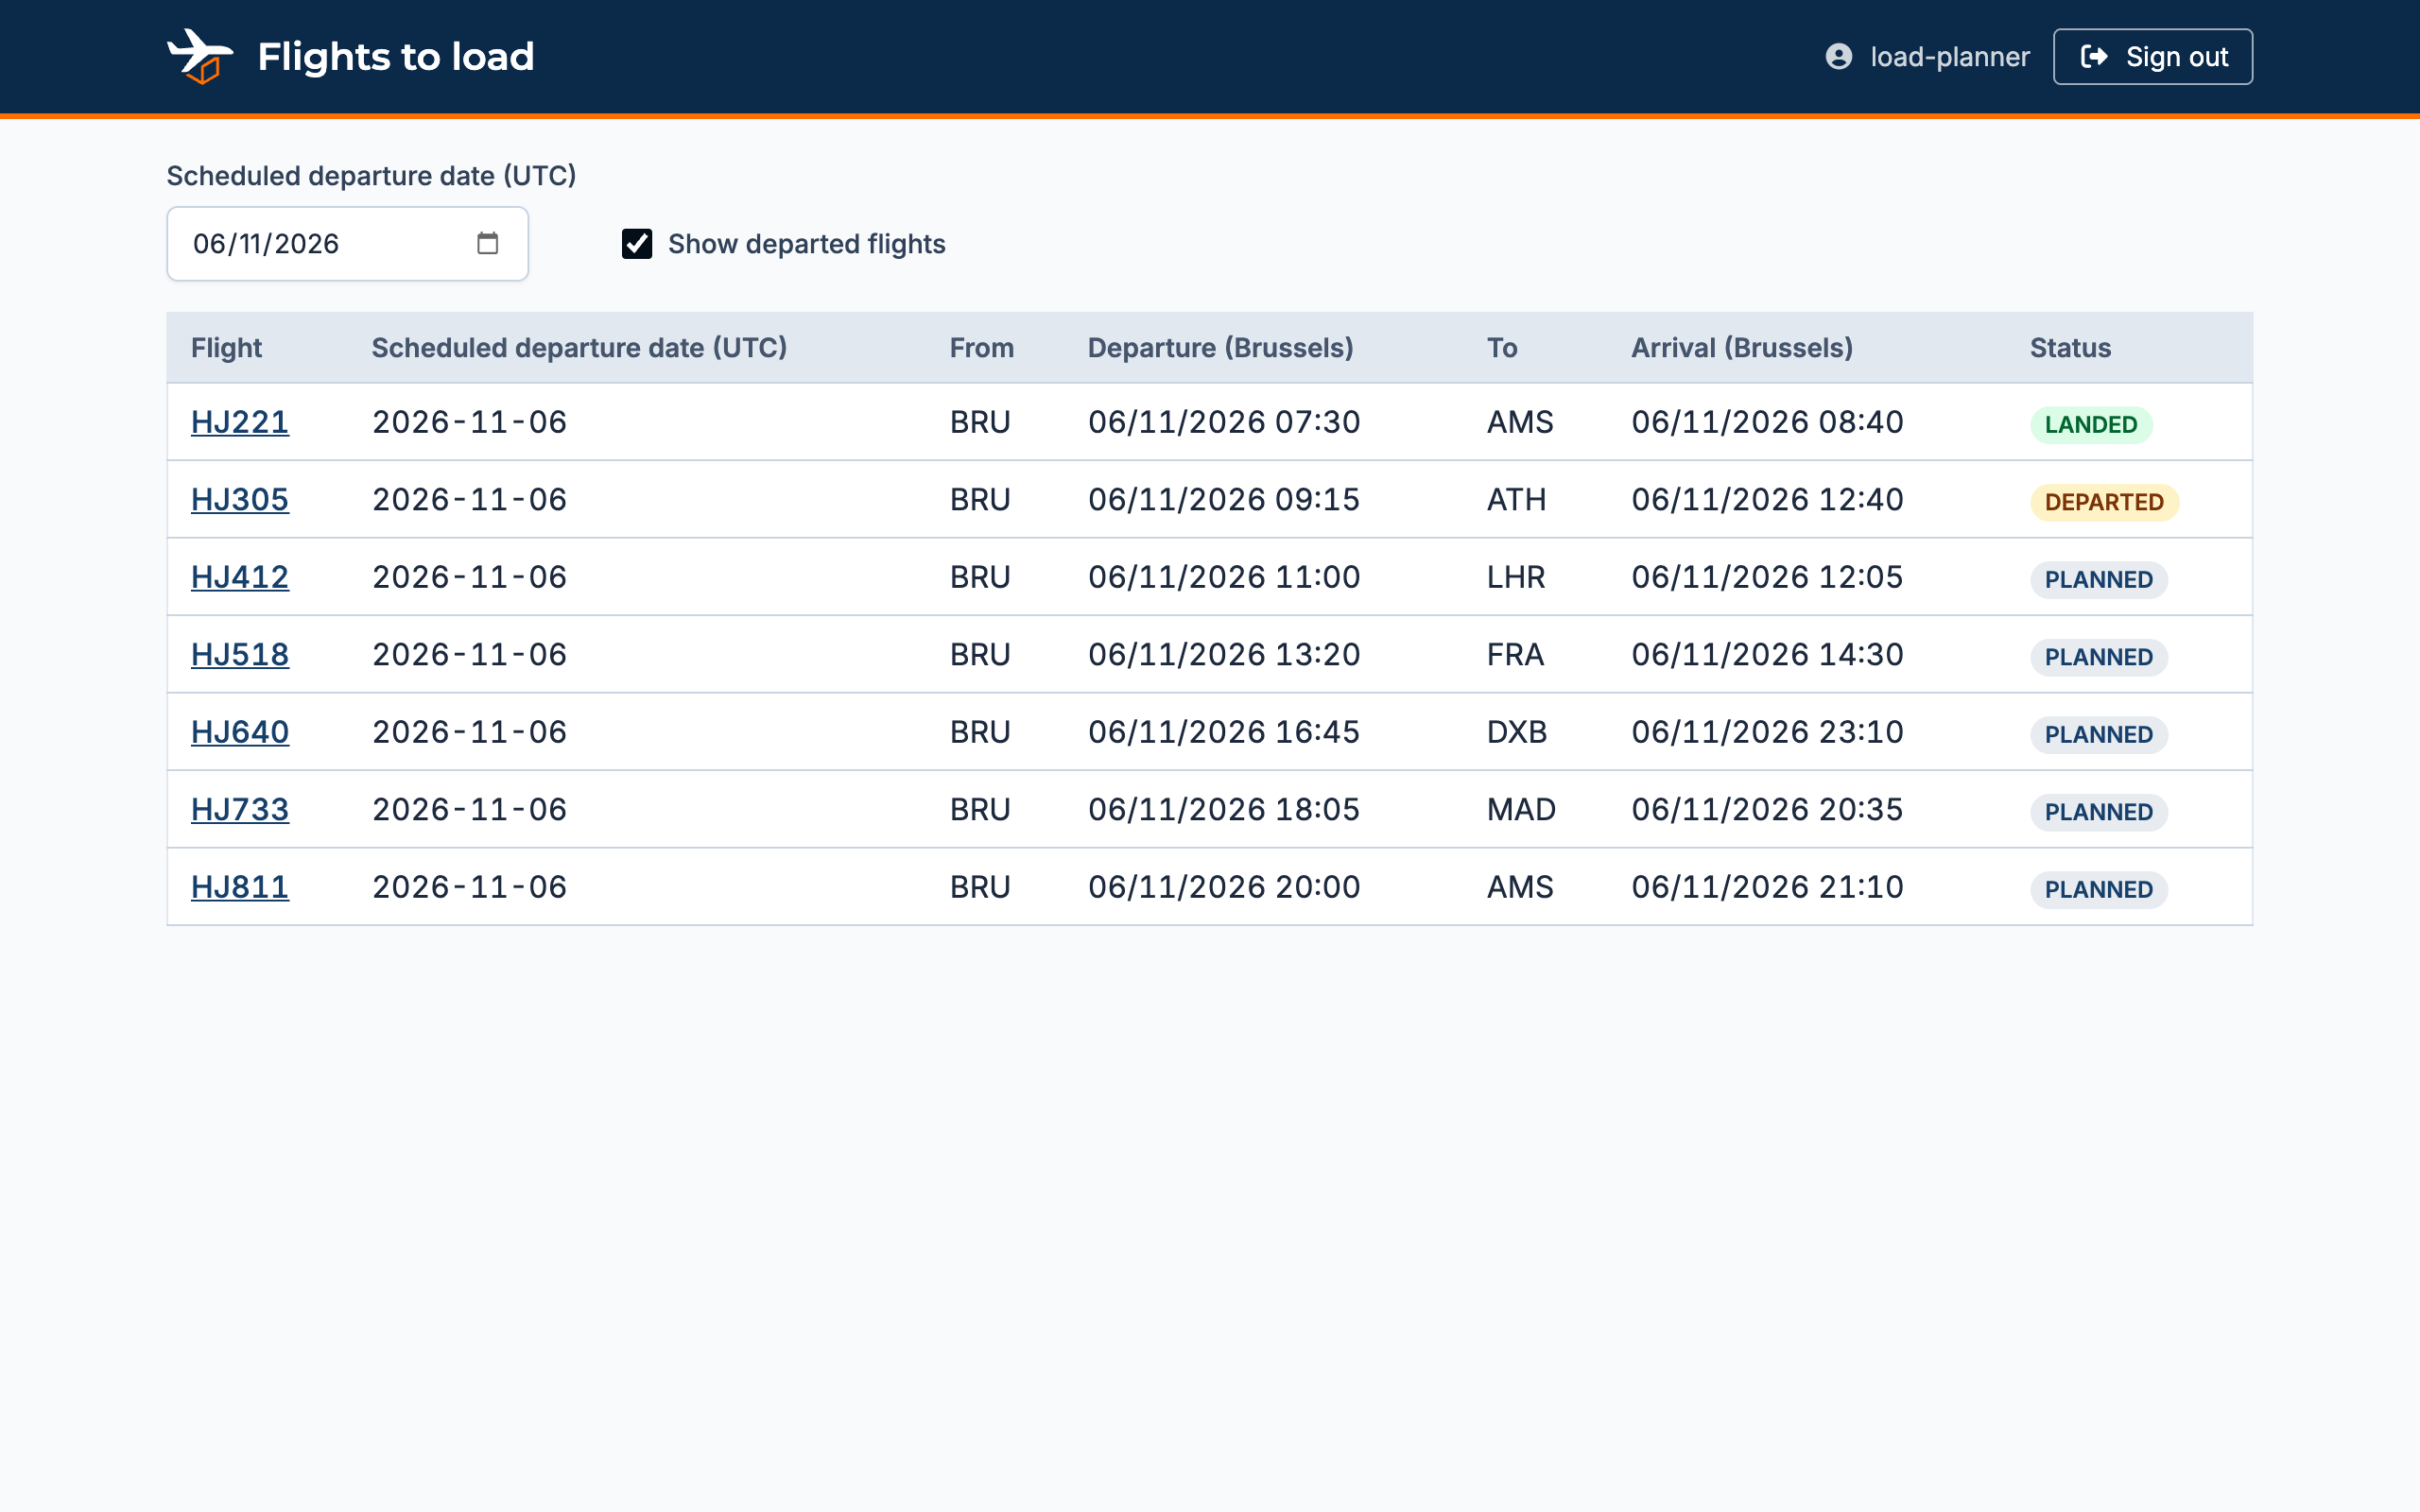 Flights to load
load-planner
Sign out
Scheduled departure date (UTC)
06/11/2026
Show departed flights
Flight Scheduled departure date (UTC) From Departure (Brussels) To Arrival (Brussels) Status
HJ221 2026-11-06 BRU 06/11/2026 07:30 AMS 06/11/2026 08:40 LANDED
HJ305 2026-11-06 BRU 06/11/2026 09:15 ATH 06/11/2026 12:40 DEPARTED
HJ412 2026-11-06 BRU 06/11/2026 11:00 LHR 06/11/2026 12:05 PLANNED
HJ518 2026-11-06 BRU 06/11/2026 13:20 FRA 06/11/2026 14:30 PLANNED
HJ640 2026-11-06 BRU 06/11/2026 16:45 DXB 06/11/2026 23:10 PLANNED
HJ733 2026-11-06 BRU 06/11/2026 18:05 MAD 06/11/2026 20:35 PLANNED
HJ811 2026-11-06 BRU 06/11/2026 20:00 AMS 06/11/2026 21:10 PLANNED